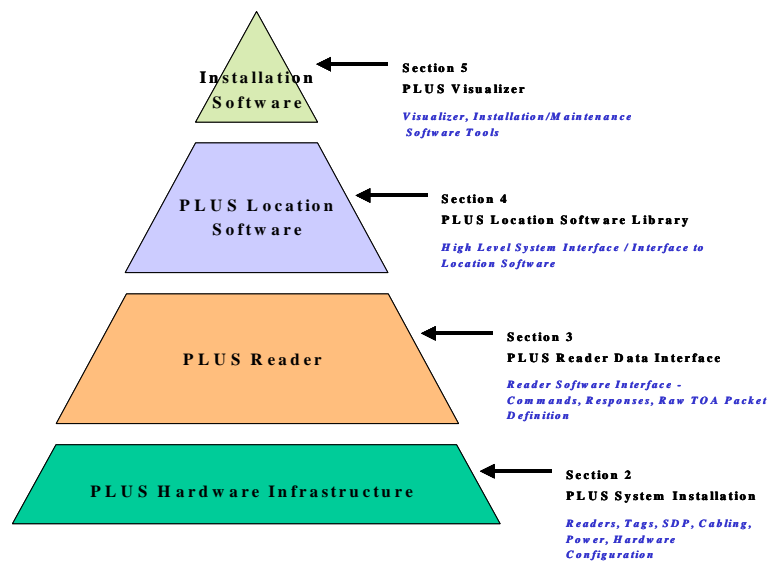 Installation
Software
Section 5
PLUS Visualizer
Visualizer, Installation/Maintenance
Software Tools
PLUS Location
Software
Section 4
PLUS Location Software Library
High Level System Interface / Interface to
Location Software
PLUS Reader
Section 3
PLUS Reader Data Interface
Reader Software Interface -
Commands, Responses, Raw TOA Packet
Definition
PLUS Hardware Infrastructure
Section 2
PLUS System Installation
Readers, Tags, SDP, Cabling,
Power, Hardware
Configuration